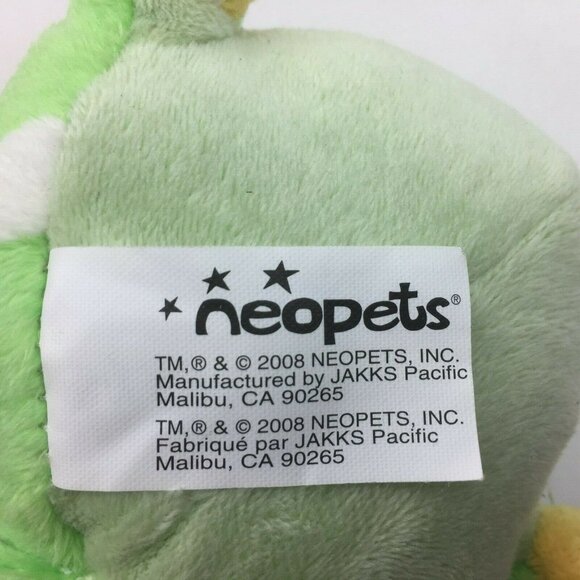 neopets®
TM,® & © 2008 NEOPETS, INC.
Manufactured by JAKKS Pacific
Malibu, CA 90265
TM,® & © 2008 NEOPETS, INC.
Fabriqué par JAKKS Pacific
Malibu, CA 90265